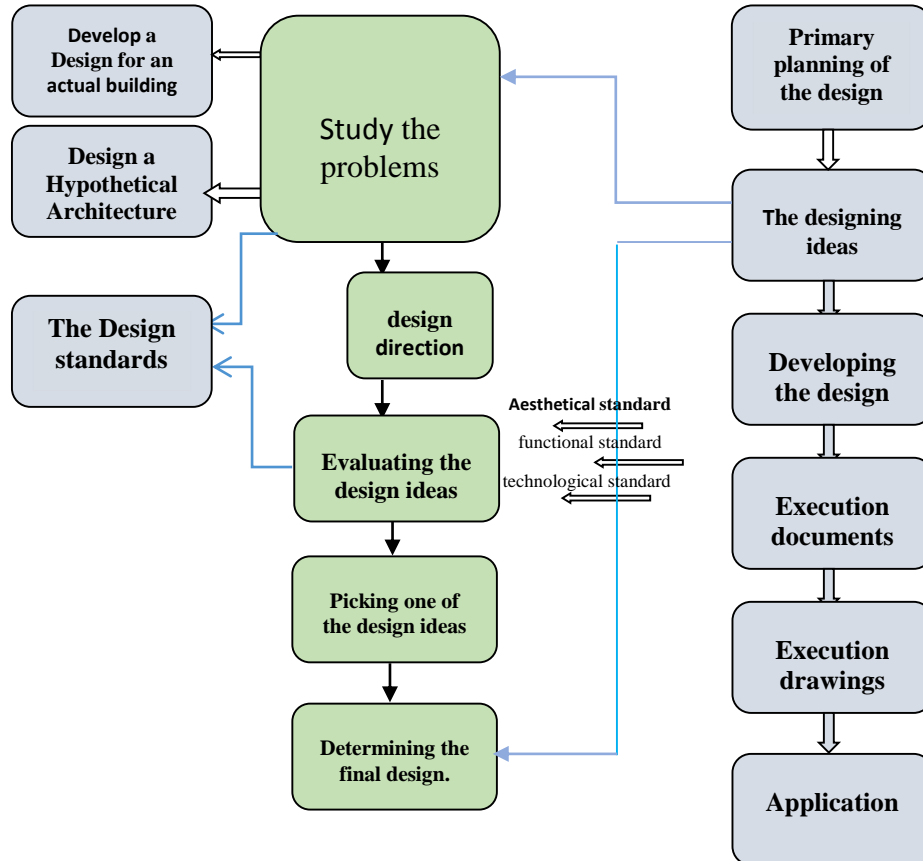 Develop a
Design for an
actual building
Design a
Hypothetical
Architecture
The Design
standards
Study the
problems
design
direction
Evaluating the
design ideas
Picking one of
the design ideas
Determining the
final design.
Aesthetical standard
functional standard
technological standard
Primary
planning of
the design
The designing
ideas
Developing
the design
Execution
documents
Execution
drawings
Application